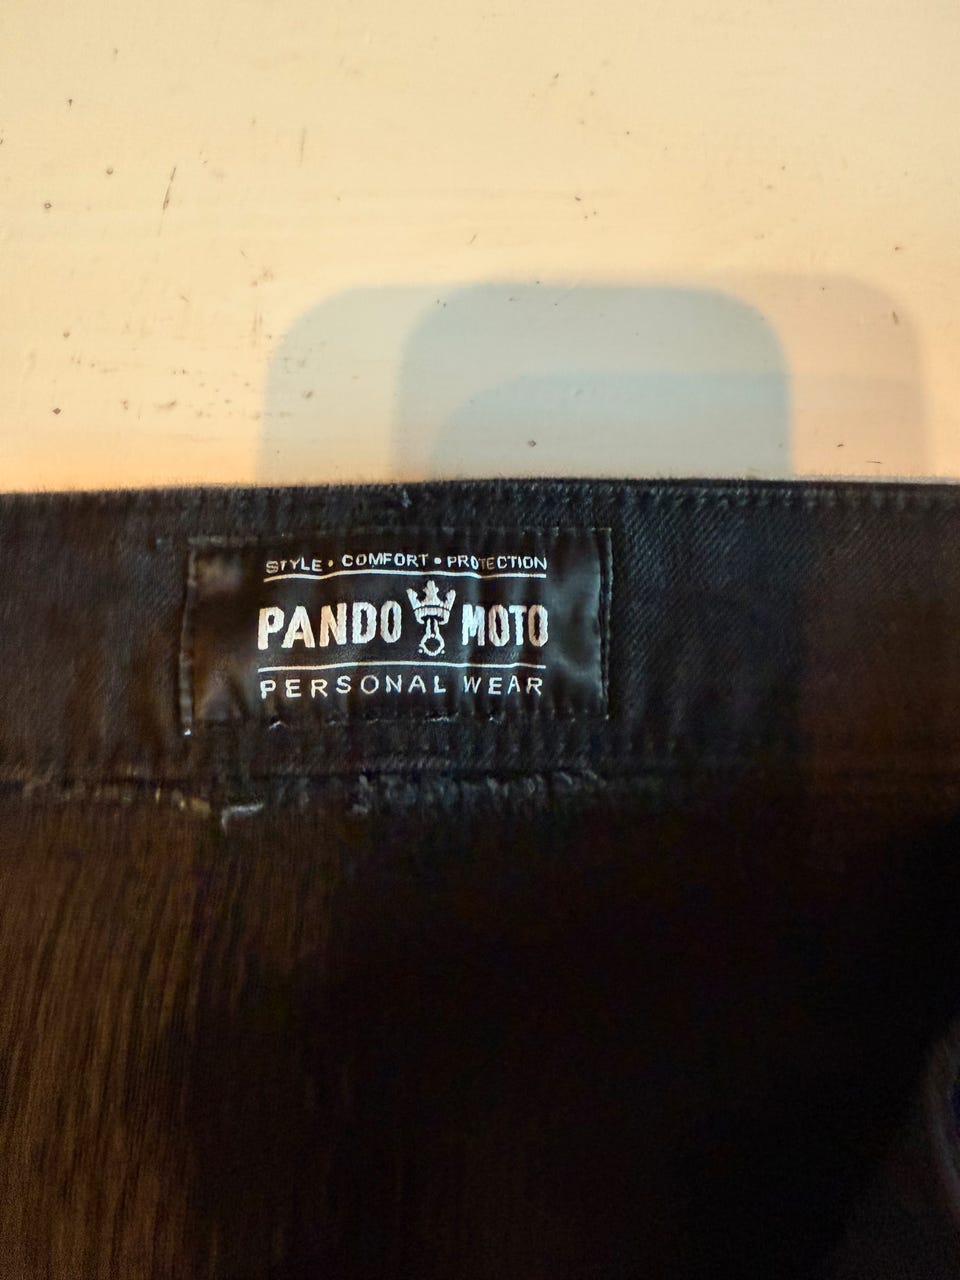 STYLE • COMFORT • PROTECTION
PANDO MOTO
PERSONAL WEAR